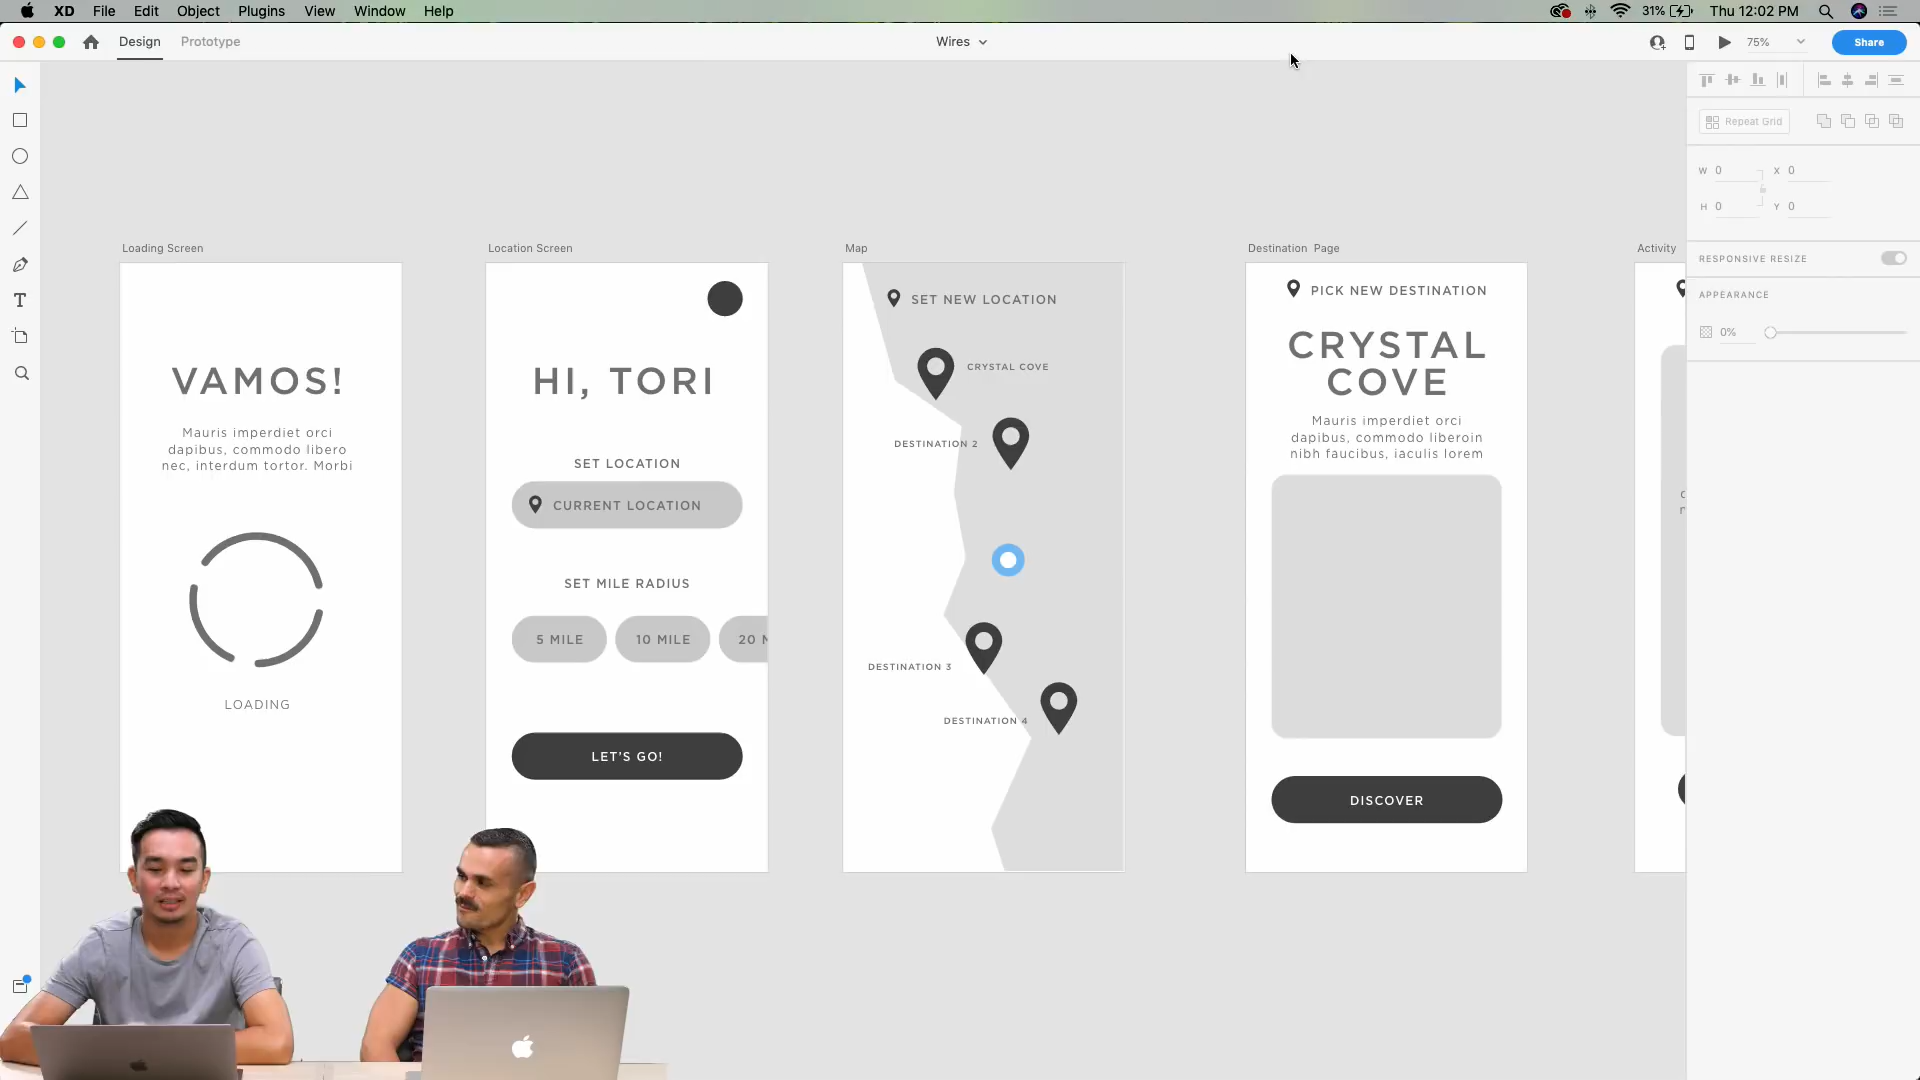 XD File Edit Object Plugins View Window Help
31% Thu 12:02 PM
Design Prototype
Wires
75%
Share
Repeat Grid
W 0 X 0
H 0 Y 0
RESPONSIVE RESIZE
APPEARANCE
0%
T
Loading Screen
VAMOS!
Mauris imperdiet orci
dapibus, commodo libero
nec, interdum tortor. Morbi
LOADING
Location Screen
HI, TORI
SET LOCATION
CURRENT LOCATION
SET MILE RADIUS
5 MILE
10 MILE
20 M
LET'S GO!
Map
SET NEW LOCATION
CRYSTAL COVE
DESTINATION 2
DESTINATION 3
DESTINATION 4
Destination Page
PICK NEW DESTINATION
CRYSTAL
COVE
Mauris imperdiet orci
dapibus, commodo liberoin
nibh faucibus, iaculis lorem
DISCOVER
Activity